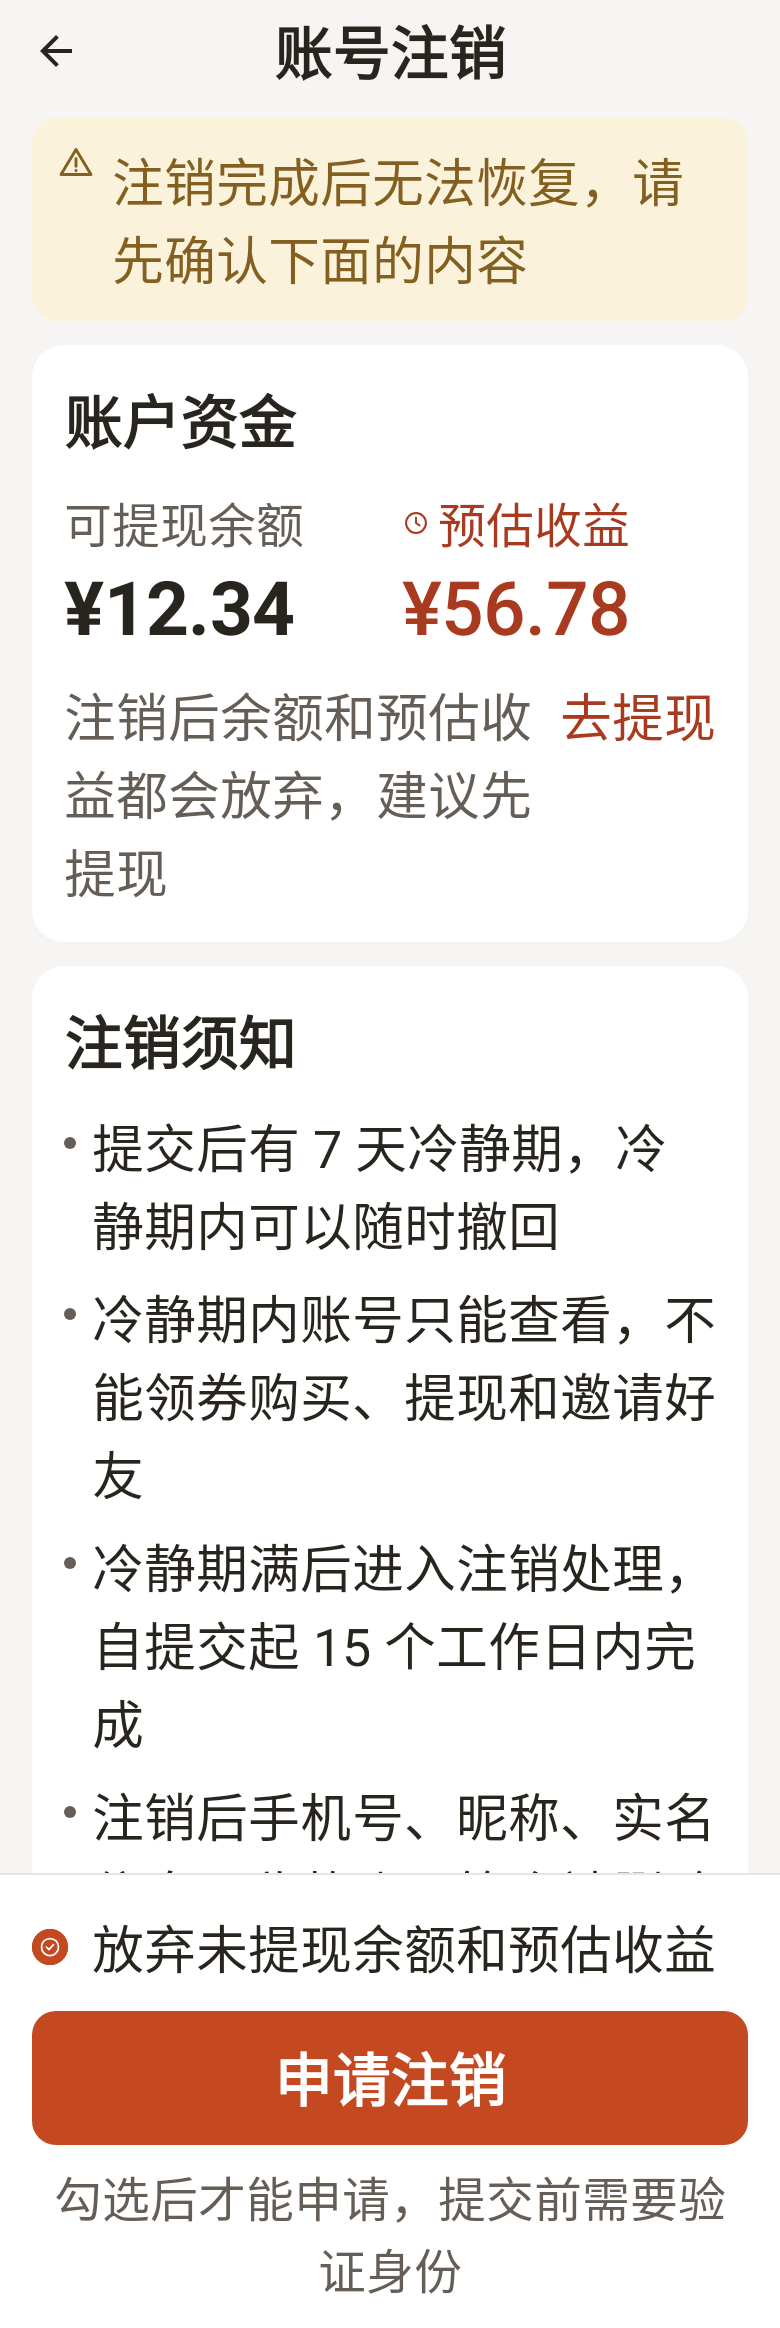 账号注销
注销完成后无法恢复，请
先确认下面的内容
账户资金
可提现余额 预估收益
¥12.34 ¥56.78
注销后余额和预估收 去提现
益都会放弃，建议先
提现
注销须知
提交后有 7 天冷静期，冷
静期内可以随时撤回
冷静期内账号只能查看，不
能领券购买、提现和邀请好
友
冷静期满后进入注销处理，
自提交起 15 个工作日内完
成
注销后手机号、昵称、实名
放弃未提现余额和预估收益
申请注销
勾选后才能申请，提交前需要验
证身份